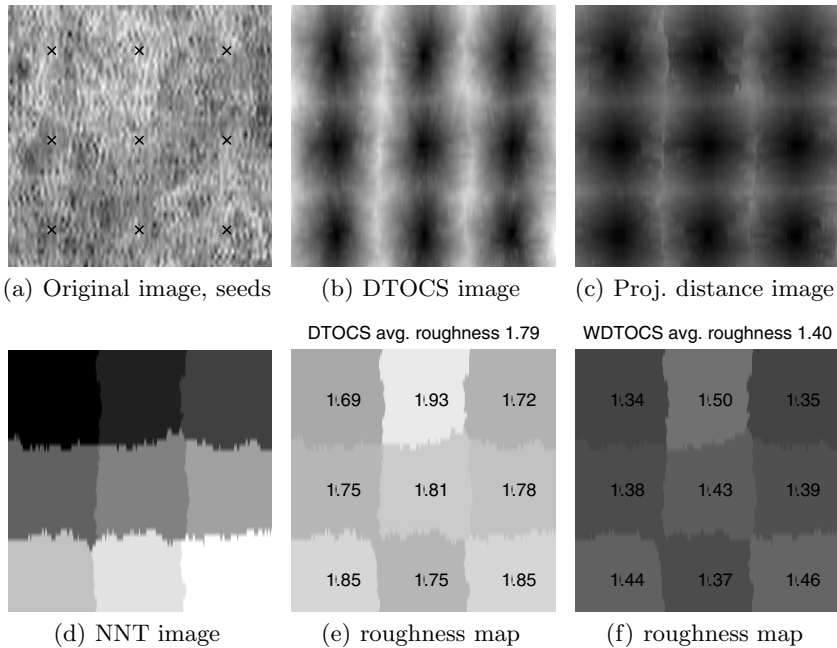 (a) Original image, seeds
(b) DTOCS image
(c) Proj. distance image
DTOCS avg. roughness 1.79
WDTOCS avg. roughness 1.40
1.69 1.93 1.72
1.75 1.81 1.78
1.85 1.75 1.85
1.34 1.50 1.35
1.38 1.43 1.39
1.44 1.37 1.46
(d) NNT image
(e) roughness map
(f) roughness map